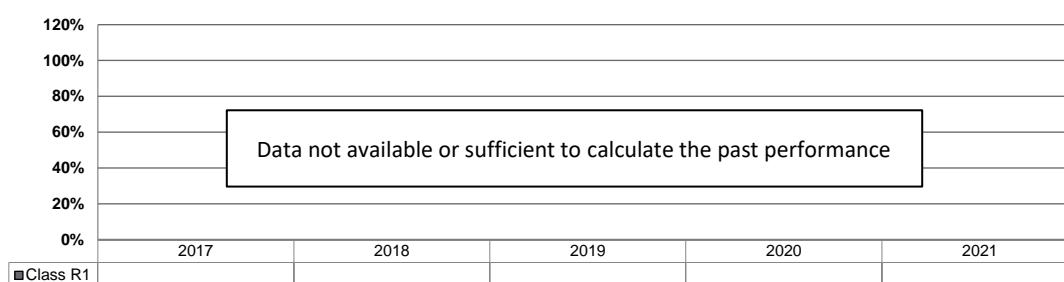 120%
100%
80%
60%
40%
20%
0%
Data not available or sufficient to calculate the past performance
2017 2018 2019 2020 2021
Class R1